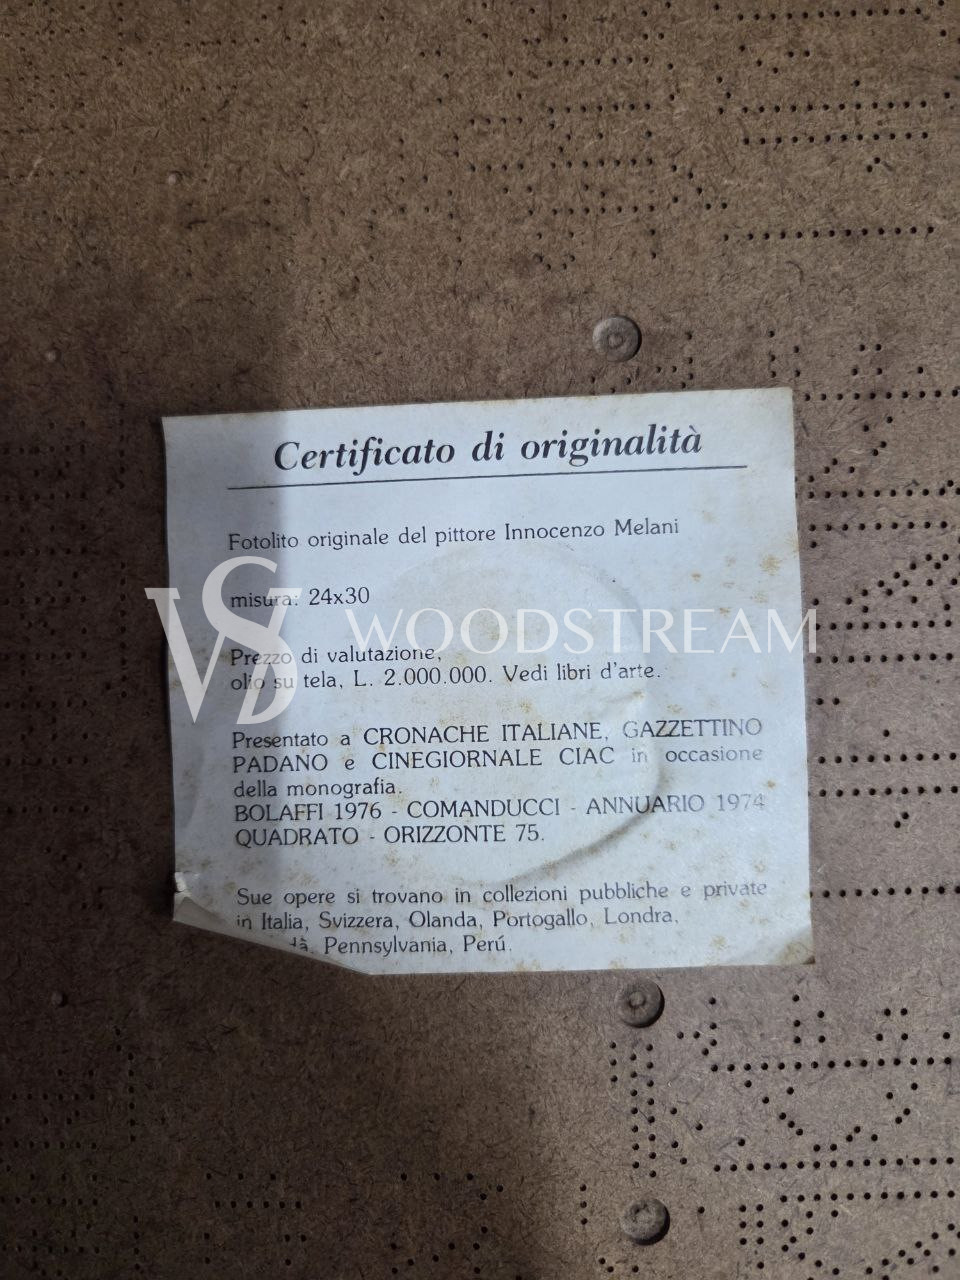 Certificato di originalità
Fotolito originale del pittore Innocenzo Melani
misura: 24x30
Prezzo di valutazione,
olio su tela, L. 2.000.000. Vedi libri d'arte.
Presentato a CRONACHE ITALIANE, GAZZETTINO
PADANO e CINEGIORNALE CIAC in occasione
della monografia.
BOLAFFI 1976 - COMANDUCCI - ANNUARIO 1974
QUADRATO - ORIZZONTE 75.
Sue opere si trovano in collezioni pubbliche e private
in Italia, Svizzera, Olanda, Portogallo, Londra,
Pennsylvania, Perú.
WS WOODSTREAM